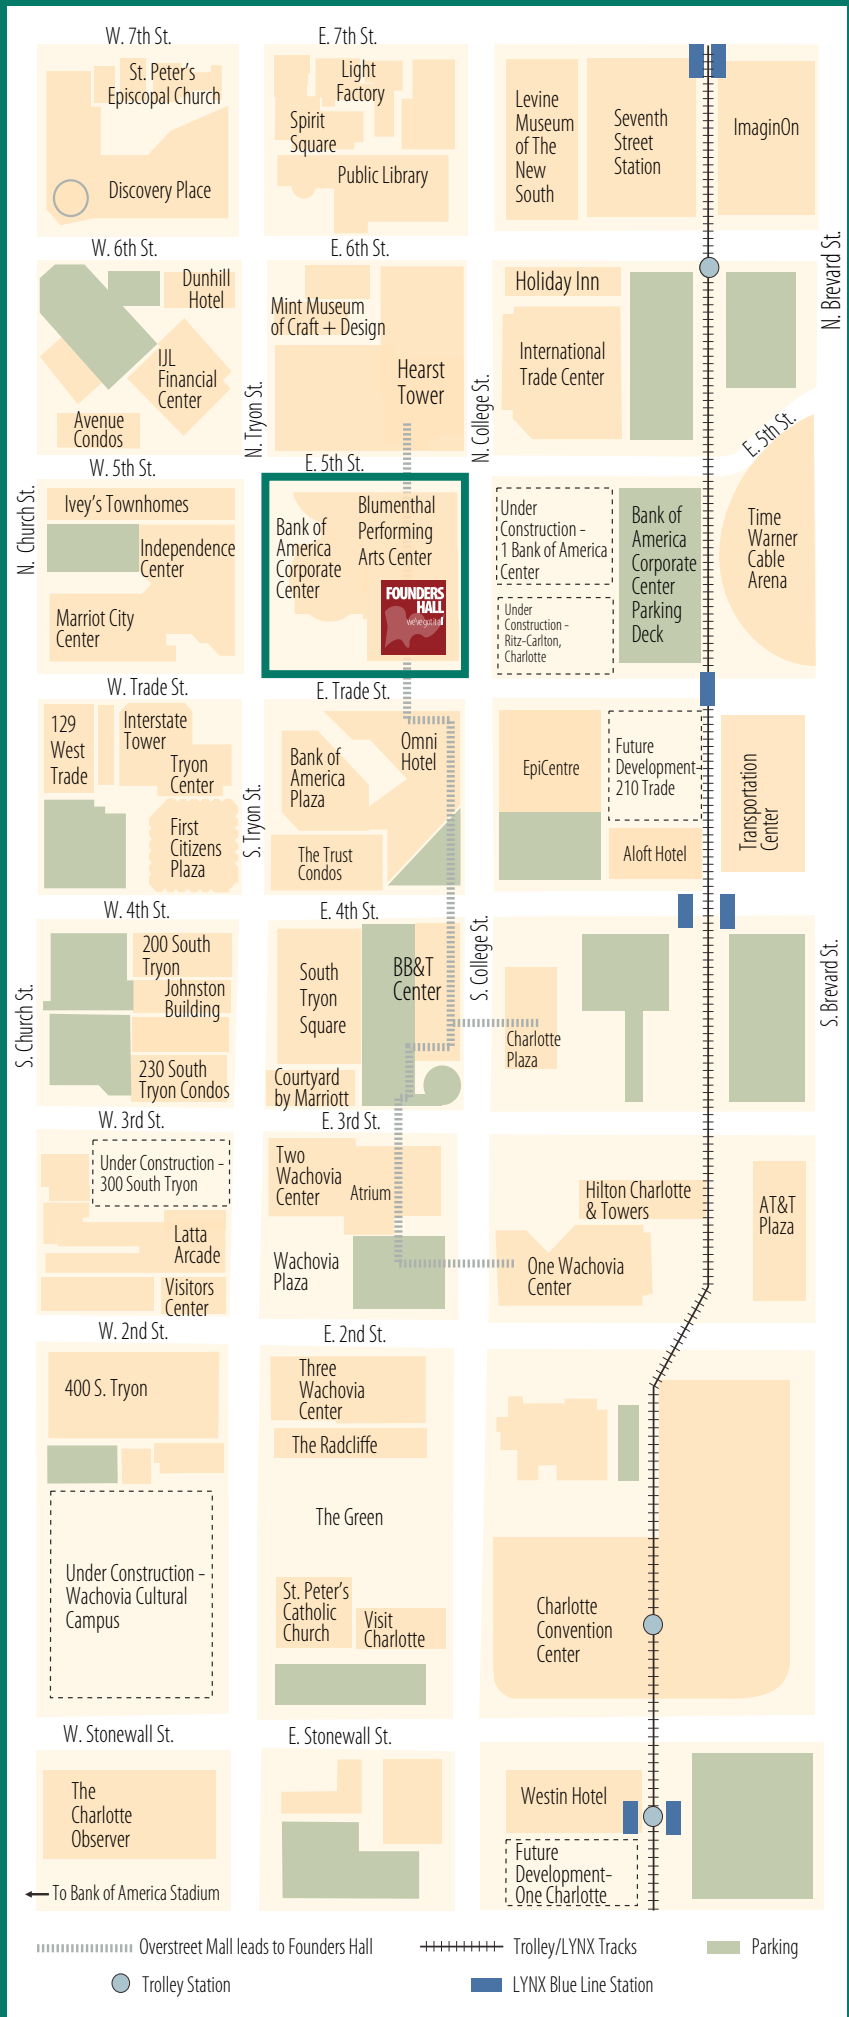 W. 7th St.
E. 7th St.
St. Peter's
Episcopal Church
Discovery Place
Light
Factory
Spirit
Square
Public Library
Levine
Museum
of The
New
South
Seventh
Street
Station
ImaginOn
N. Brevard St.
W. 6th St.
E. 6th St.
Dunhill
Hotel
IJL
Financial
Center
Avenue
Condos
N. Tryon St.
Mint Museum
of Craft + Design
Hearst
Tower
N. College St.
Holiday Inn
International
Trade Center
E. 5th St.
W. 5th St.
E. 5th St.
N. Church St.
Ivey's Townhomes
Independence
Center
Marriot City
Center
Bank of
America
Corporate
Center
Blumenthal
Performing
Arts Center
FOUNDERS
HALL
we've got it all
Under
Construction -
1 Bank of America
Center
Under
Construction -
Ritz-Carlton,
Charlotte
Bank of
America
Corporate
Center
Parking
Deck
Time
Warner
Cable
Arena
W. Trade St.
E. Trade St.
129
West
Trade
Interstate
Tower
Tryon
Center
First
Citizens
Plaza
S. Tryon St.
Bank of
America
Plaza
Omni
Hotel
The Trust
Condos
EpiCentre
Future
Development-
210 Trade
Aloft Hotel
Transportation
Center
W. 4th St.
E. 4th St.
S. Church St.
200 South
Tryon
Johnston
Building
230 South
Tryon Condos
South
Tryon
Square
BB&T
Center
Courtyard
by Marriott
S. College St.
Charlotte
Plaza
S. Brevard St.
W. 3rd St.
E. 3rd St.
Under Construction -
300 South Tryon
Latta
Arcade
Visitors
Center
Two
Wachovia
Center
Atrium
Wachovia
Plaza
Hilton Charlotte
& Towers
One Wachovia
Center
AT&T
Plaza
W. 2nd St.
E. 2nd St.
400 S. Tryon
Under Construction -
Wachovia Cultural
Campus
Three
Wachovia
Center
The Radcliffe
The Green
St. Peter's
Catholic
Church
Visit
Charlotte
Charlotte
Convention
Center
W. Stonewall St.
E. Stonewall St.
The
Charlotte
Observer
To Bank of America Stadium
Westin Hotel
Future
Development-
One Charlotte
Overstreet Mall leads to Founders Hall
Trolley/LYNX Tracks
Parking
Trolley Station
LYNX Blue Line Station